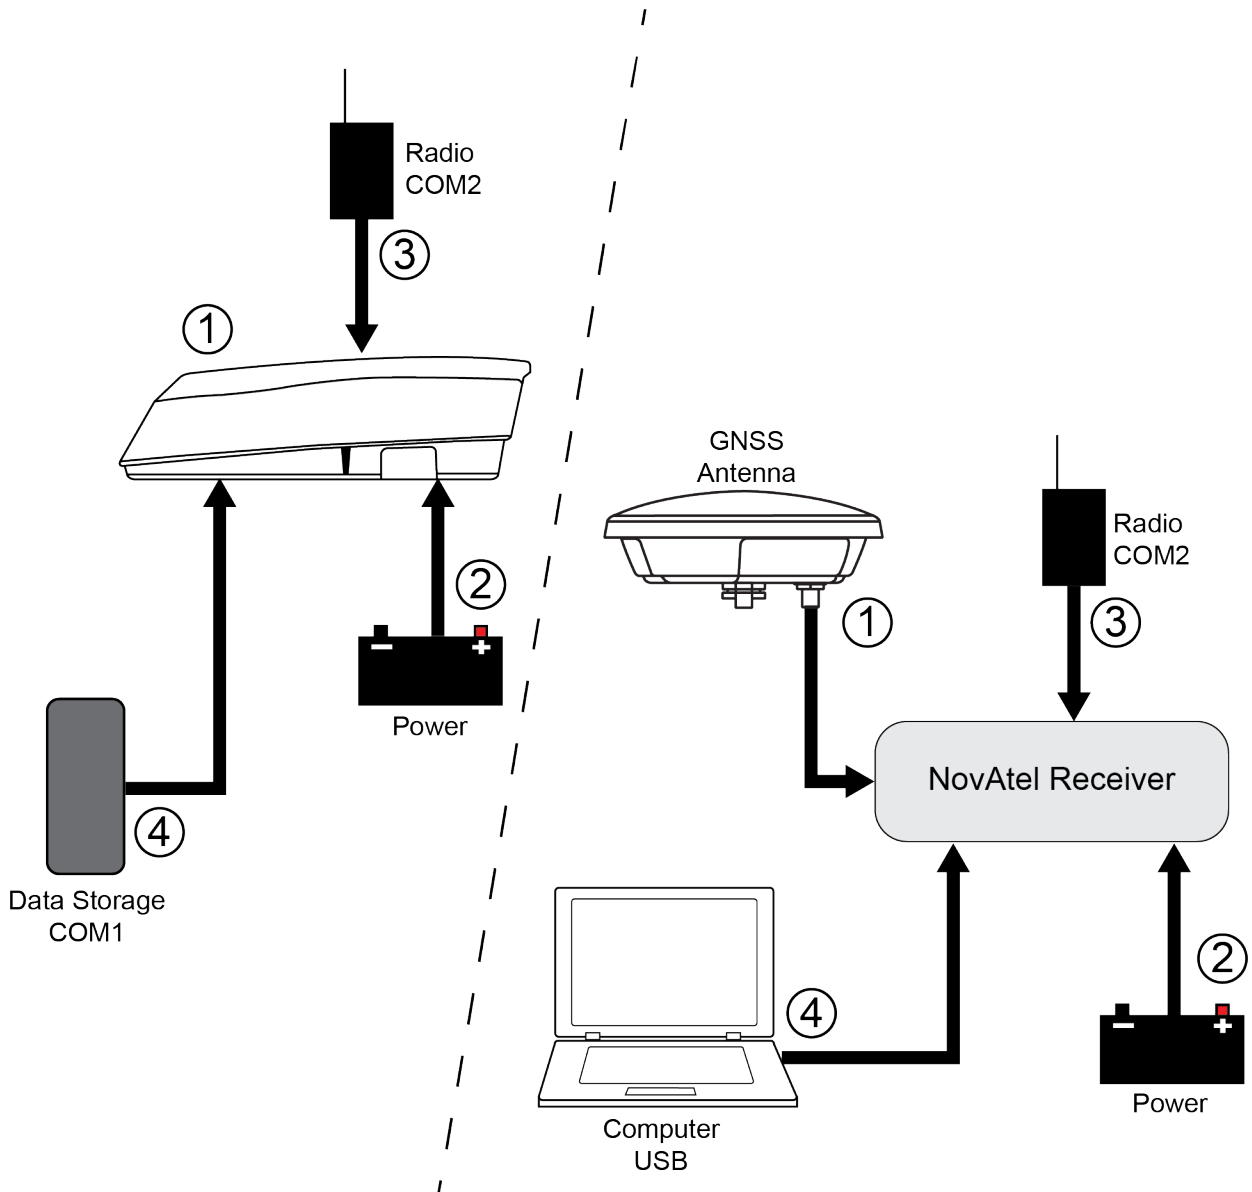 Radio
COM2
3
1
2
Power
4
Data Storage
COM1
GNSS
Antenna
1
Radio
COM2
3
NovAtel Receiver
4
2
Computer
USB
Power